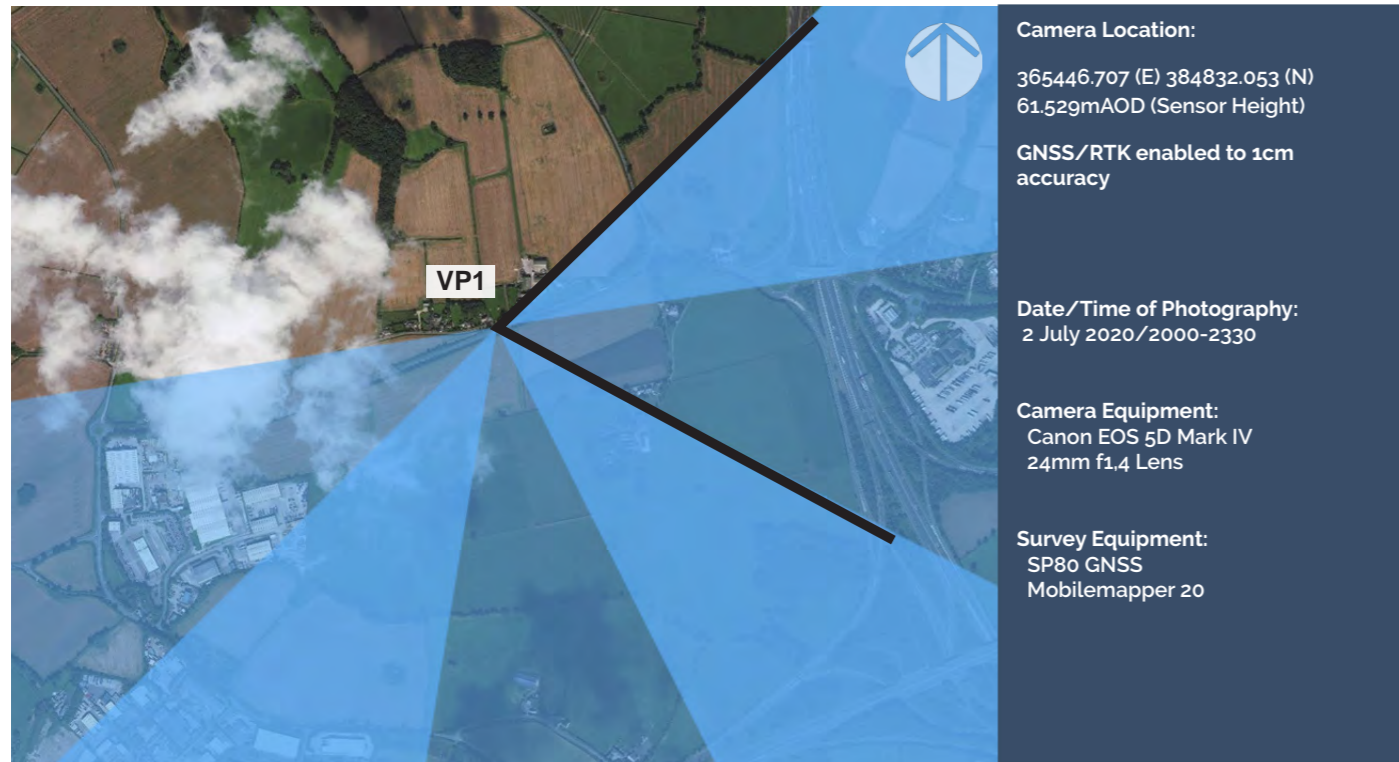 VP1
Camera Location:
365446.707 (E) 384832.053 (N)
61.529mAOD (Sensor Height)
GNSS/RTK enabled to 1cm
accuracy
Date/Time of Photography:
2 July 2020/2000-2330
Camera Equipment:
Canon EOS 5D Mark IV
24mm f1,4 Lens
Survey Equipment:
SP80 GNSS
Mobilemapper 20